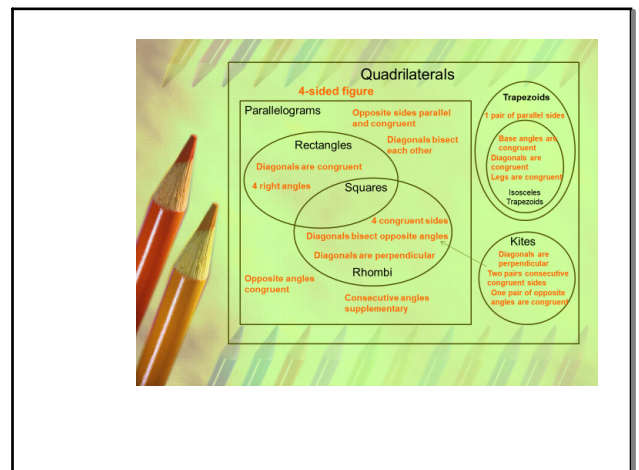 Quadrilaterals
4-sided figure
Parallelograms
Opposite sides parallel
and congruent
Diagonals bisect
each other
Rectangles
Diagonals are congruent
4 right angles
Squares
4 congruent sides
Diagonals bisect opposite angles
Diagonals are perpendicular
Rhombi
Opposite angles
congruent
Consecutive angles
supplementary
Trapezoids
1 pair of parallel sides
Base angles are
congruent
Diagonals are
congruent
Legs are congruent
Isosceles
Trapezoids
Kites
Diagonals are
perpendicular
Two pairs consecutive
congruent sides
One pair of opposite
angles are congruent